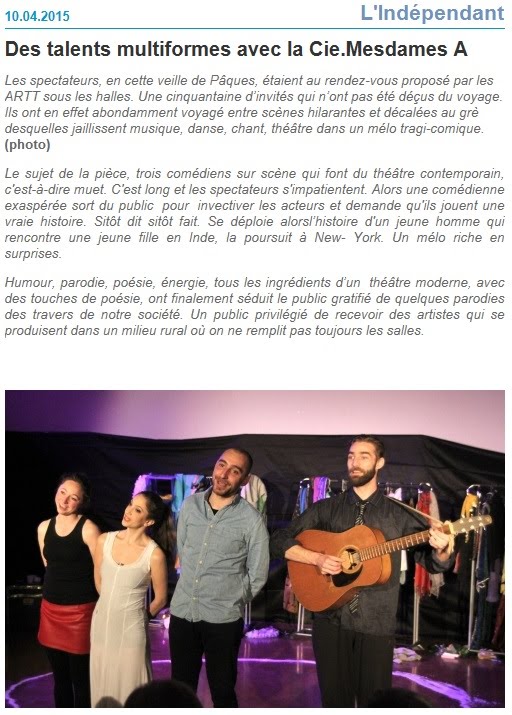 10.04.2015
L'Indépendant
Des talents multiformes avec la Cie.Mesdames A
Les spectateurs, en cette veille de Pâques, étaient au rendez-vous proposé par les
ARTT sous les halles. Une cinquantaine d'invités qui n'ont pas été déçus du voyage.
Ils ont en effet abondamment voyagé entre scènes hilarantes et décalées au grè
desquelles jaillissent musique, danse, chant, théâtre dans un mélo tragi-comique.
(photo)
Le sujet de la pièce, trois comédiens sur scène qui font du théâtre contemporain,
c'est-à-dire muet. C'est long et les spectateurs s'impatientent. Alors une comédienne
exaspérée sort du public pour invectiver les acteurs et demande qu'ils jouent une
vraie histoire. Sitôt dit sitôt fait. Se déploie alorsl'histoire d'un jeune homme qui
rencontre une jeune fille en Inde, la poursuit à New- York. Un mélo riche en
surprises.
Humour, parodie, poésie, énergie, tous les ingrédients d'un théâtre moderne, avec
des touches de poésie, ont finalement séduit le public gratifié de quelques parodies
des travers de notre société. Un public privilégié de recevoir des artistes qui se
produisent dans un milieu rural où on ne remplit pas toujours les salles.